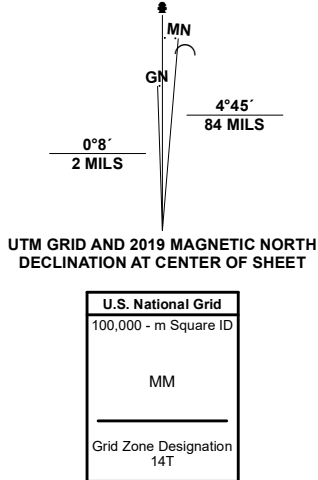 MN
GN
4°45´
84 MILS
0°8´
2 MILS
UTM GRID AND 2019 MAGNETIC NORTH
DECLINATION AT CENTER OF SHEET
U.S. National Grid
100,000 - m Square ID
MM
Grid Zone Designation
14T